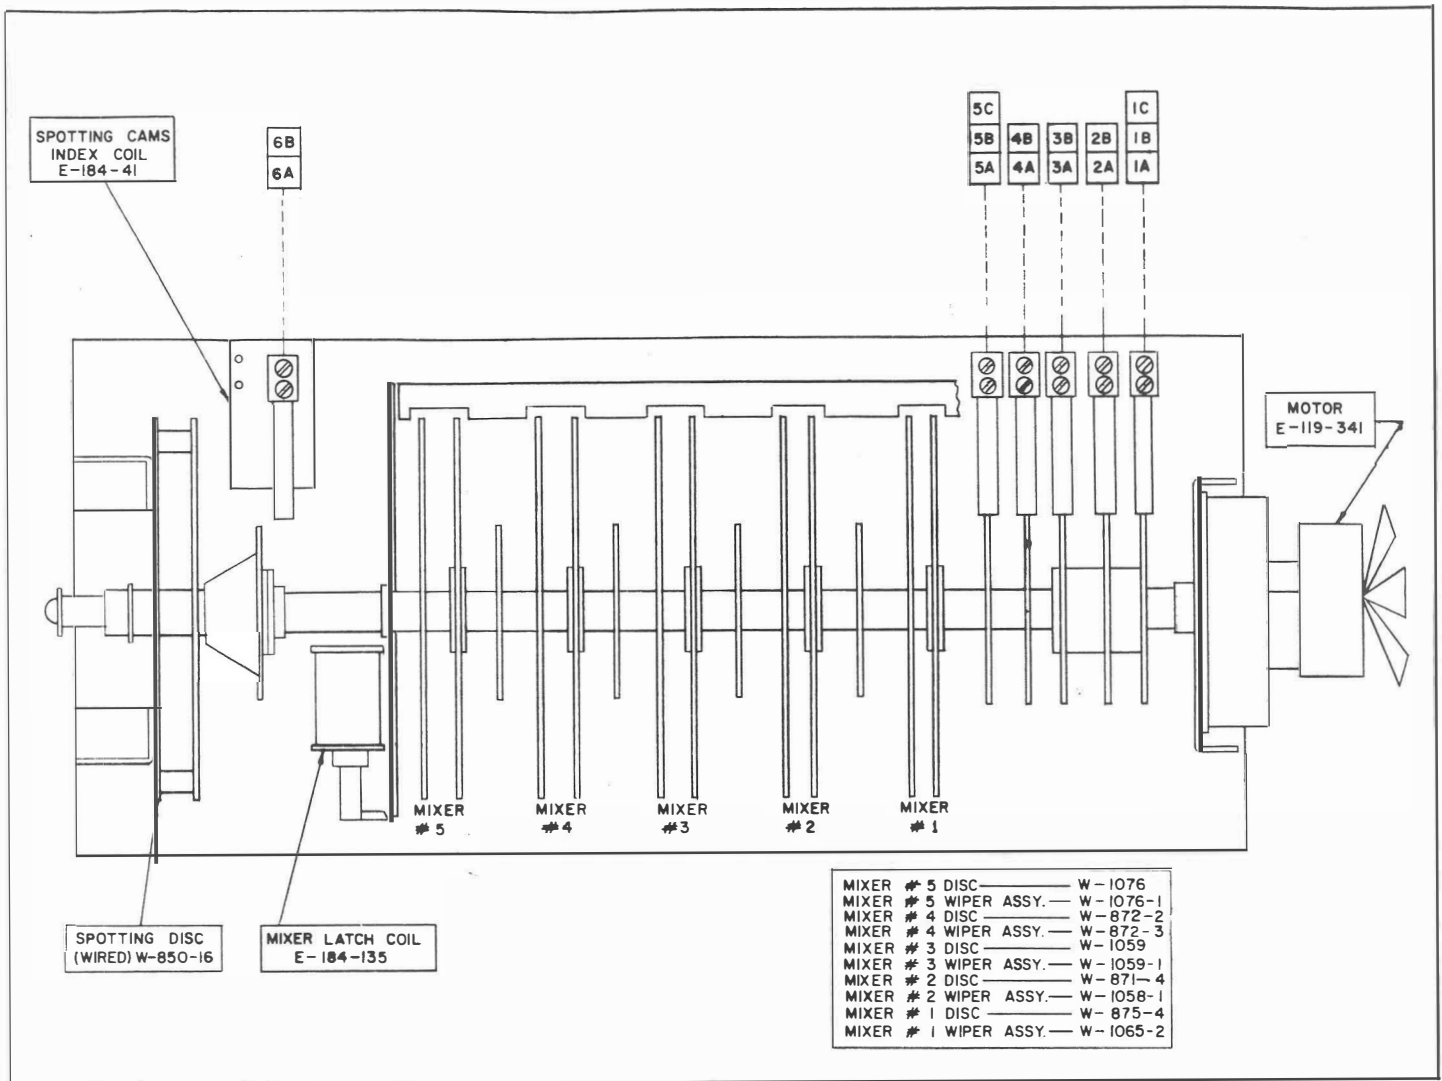 SPOTTING CAMS
INDEX COIL
E-184-41
6B
6A
5C
5B
5A
4B
4A
3B
3A
2B
2A
1C
1B
1A
MOTOR
E-119-341
MIXER
# 5
MIXER
#4
MIXER
#3
MIXER
#2
MIXER
# 1
SPOTTING DISC
(WIRED) W-850-16
MIXER LATCH COIL
E-184-135
MIXER # 5 DISC W-1076
MIXER # 5 WIPER ASSY. W-1076-1
MIXER # 4 DISC W-872-2
MIXER # 4 WIPER ASSY. W-872-3
MIXER # 3 DISC W-1059
MIXER # 3 WIPER ASSY. W-1059-1
MIXER # 2 DISC W-871-4
MIXER # 2 WIPER ASSY. W-1058-1
MIXER # 1 DISC W-875-4
MIXER # 1 WIPER ASSY. W-1065-2